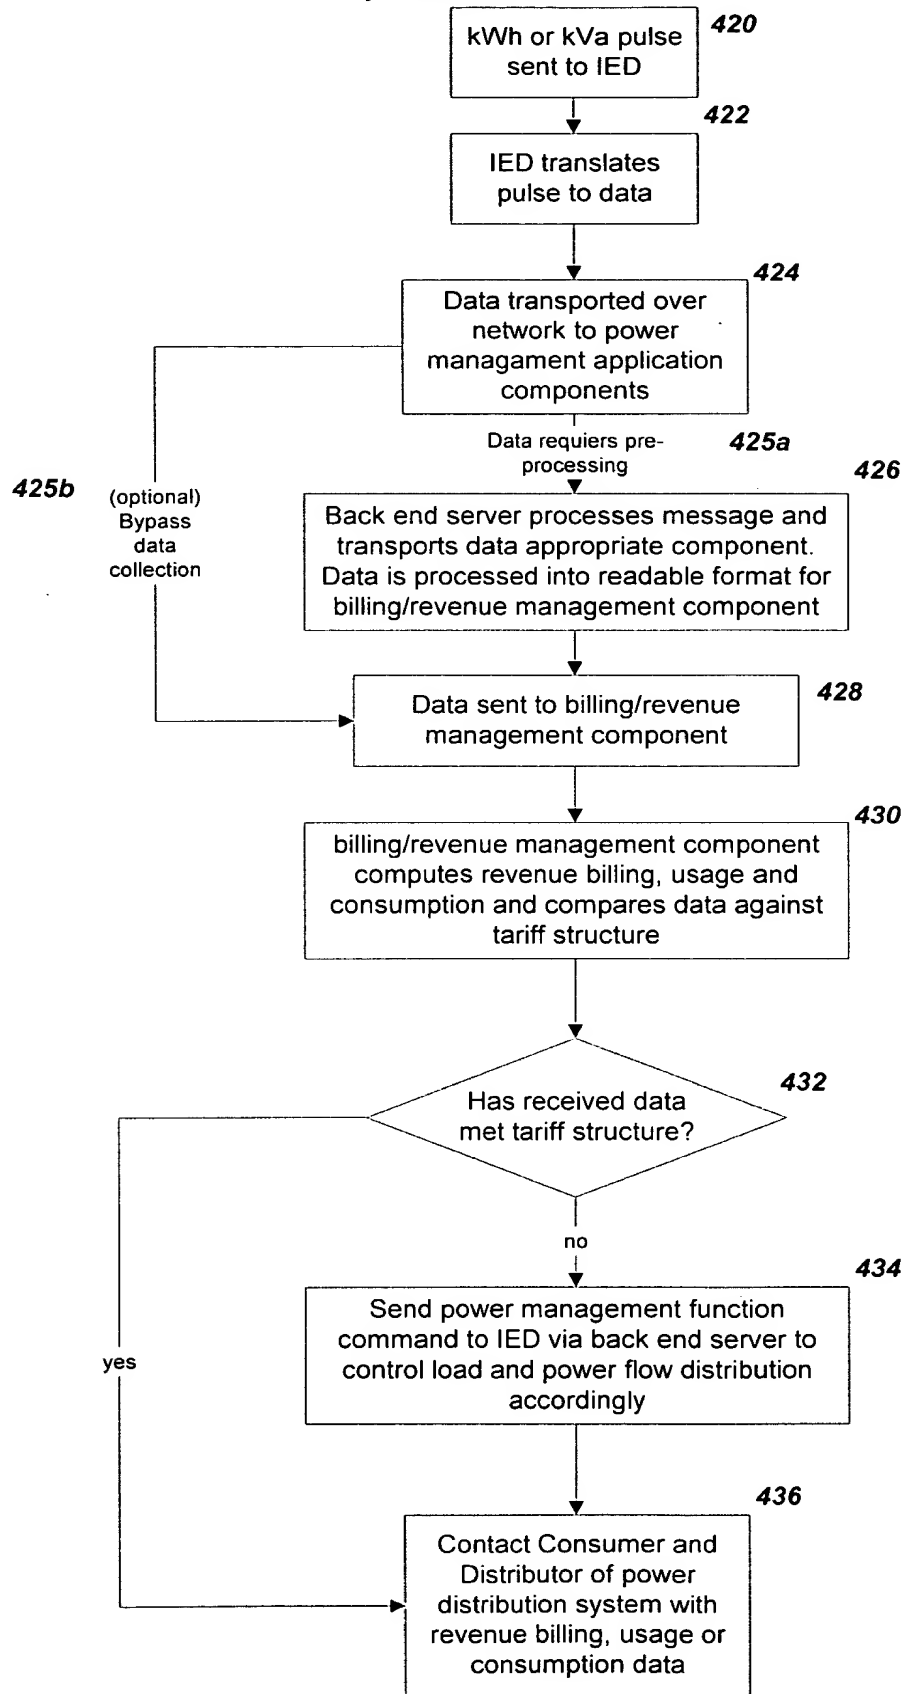 420
kWh or kVa pulse
sent to IED
422
IED translates
pulse to data
424
Data transported over
network to power
managament application
components
Data requiers pre-
processing
425a
425b
(optional)
Bypass
data
collection
426
Back end server processes message and
transports data appropriate component.
Data is processed into readable format for
billing/revenue management component
428
Data sent to billing/revenue
management component
430
billing/revenue management component
computes revenue billing, usage and
consumption and compares data against
tariff structure
432
Has received data
met tariff structure?
no
yes
434
Send power management function
command to IED via back end server to
control load and power flow distribution
accordingly
436
Contact Consumer and
Distributor of power
distribution system with
revenue billing, usage or
consumption data